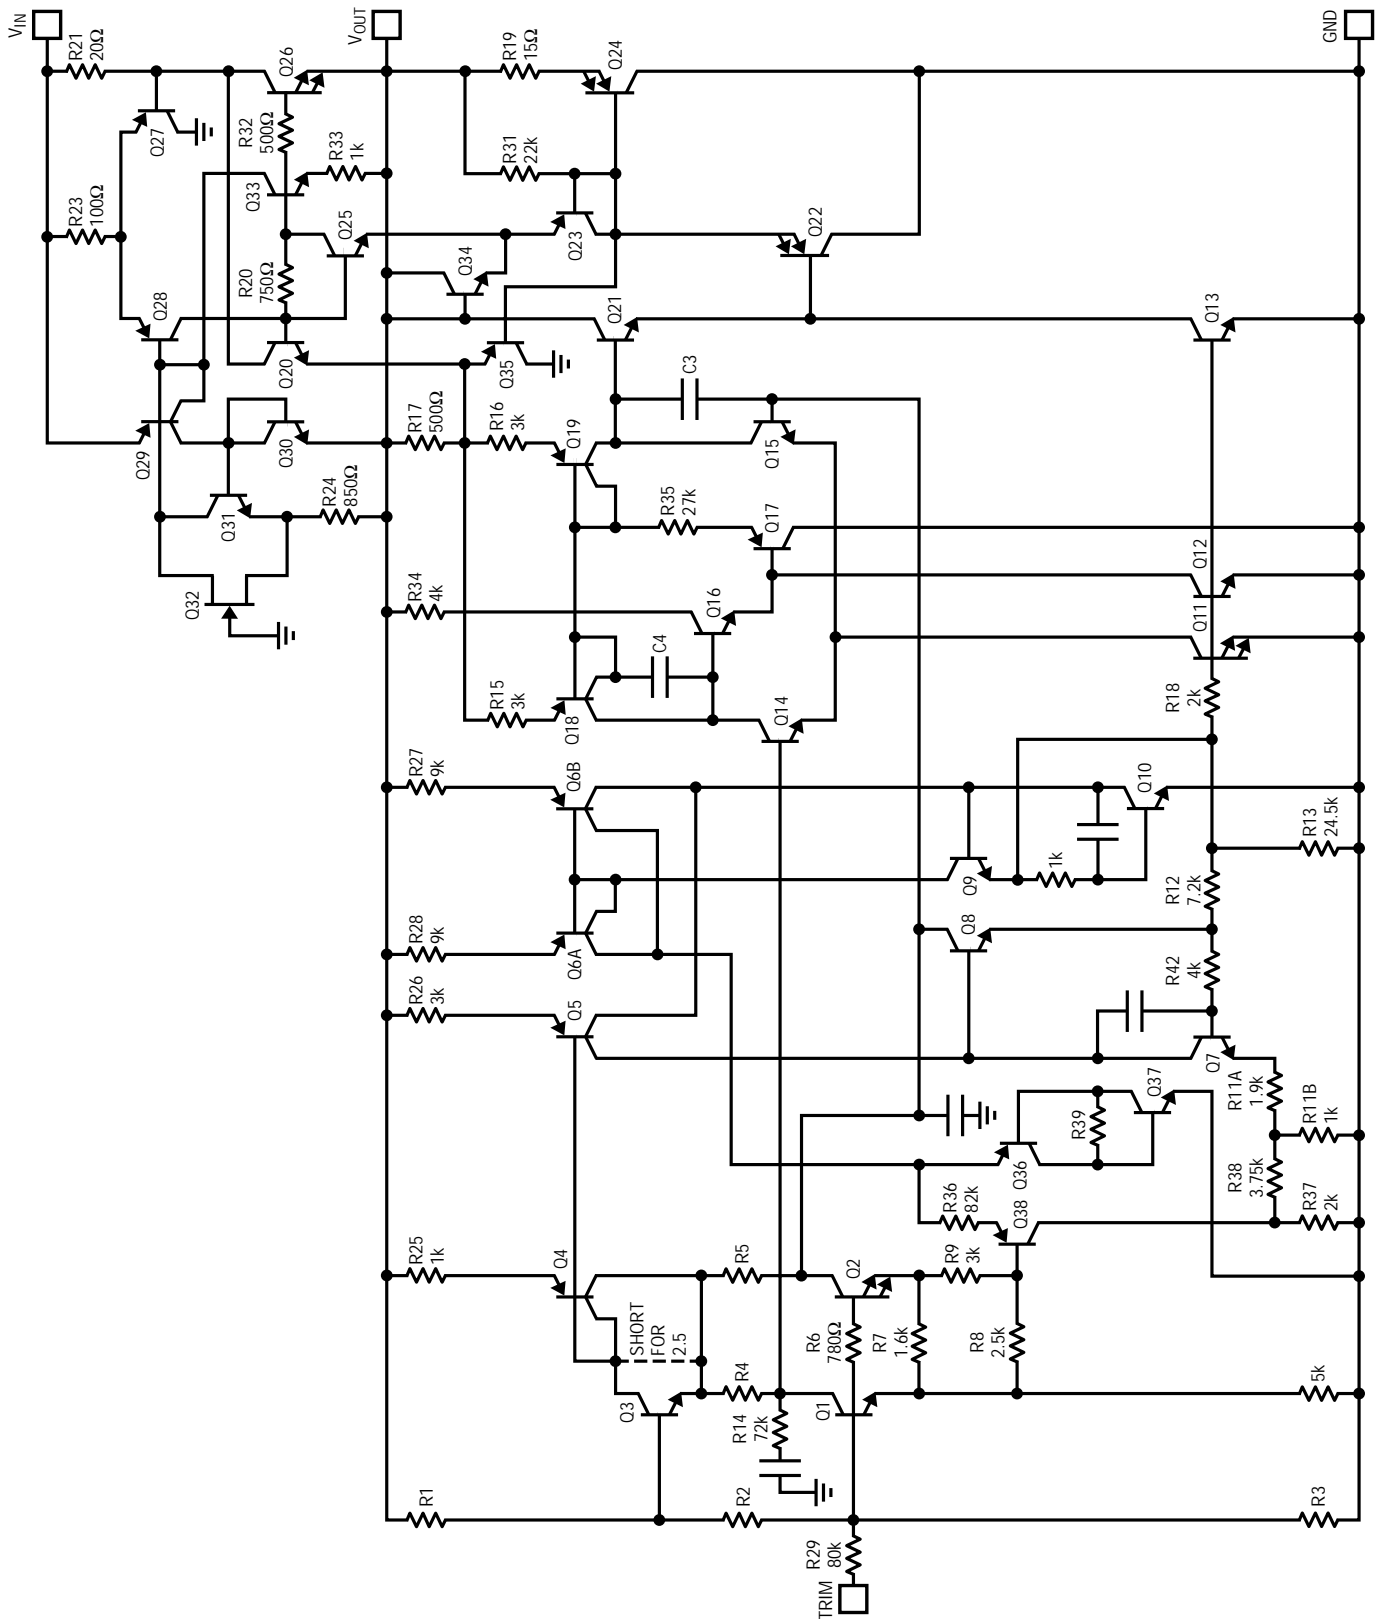 VIN
R21
20Ω
R23
100Ω
Q27
Q28
Q29
Q31
Q32
R32
500Ω
Q33
R20
750Ω
Q26
Q25
Q20
Q30
R33
1k
R24
850Ω
VOUT
R17
500Ω
R34
4k
R27
9k
R28
9k
R26
3k
R25
1k
R1
Q34
R19
15Ω
R31
22k
Q35
R16
3k
R15
3k
Q24
Q23
Q21
Q19
Q18
Q6B
Q6A
Q5
Q4
SHORT
FOR
2.5
Q3
R35
27k
C3
C4
R5
R4
R2
R14
72k
Q22
Q15
Q17
Q16
Q14
Q2
Q1
R6
780Ω
R7
1.6k
R29
80k
TRIM
Q9
Q8
R36
82k
R9
3k
R8
2.5k
1k
Q36
Q38
R39
Q10
Q37
Q13
Q12
Q11
R18
2k
R12
7.2k
R42
4k
Q7
R11A
1.9k
R38
3.75k
R13
24.5k
R11B
1k
R37
2k
5k
R3
GND